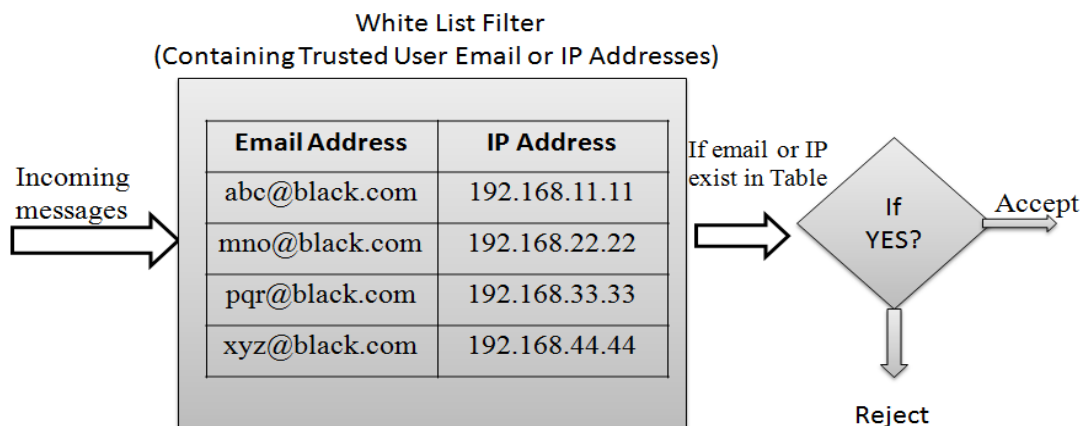 White List Filter
(Containing Trusted User Email or IP Addresses)
Incoming
messages
Email Address IP Address
abc@black.com 192.168.11.11
mno@black.com 192.168.22.22
pqr@black.com 192.168.33.33
xyz@black.com 192.168.44.44
If email or IP
exist in Table
If
YES?
Accept
Reject